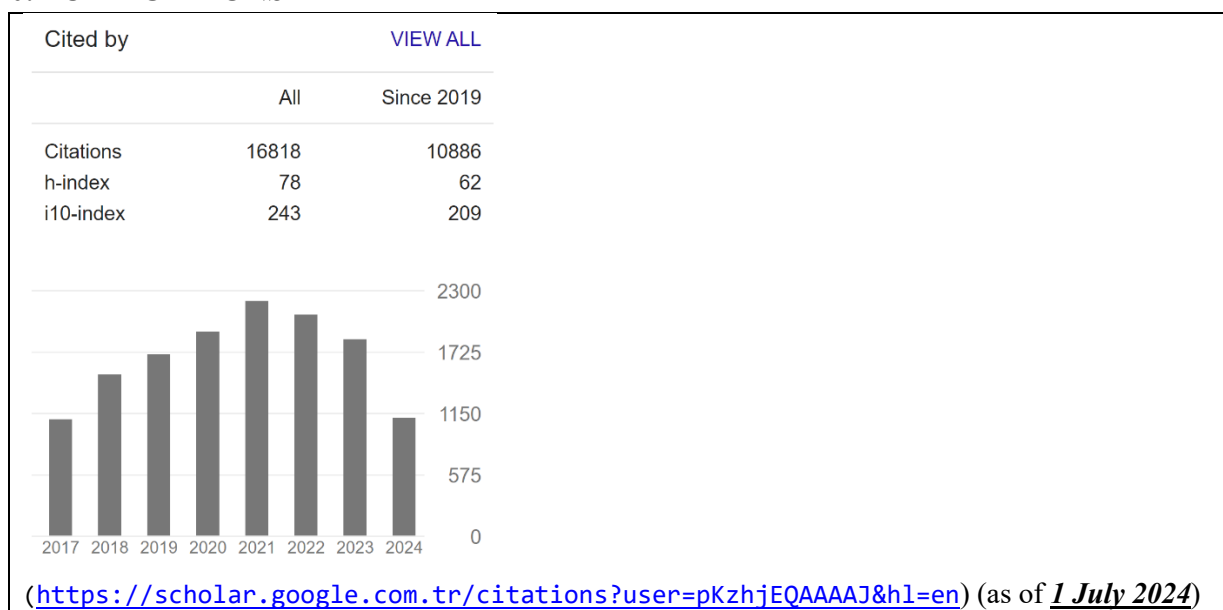 Cited by VIEW ALL
All Since 2019
Citations 16818 10886
h-index 78 62
i10-index 243 209
2300
1725
1150
575
0
2017 2018 2019 2020 2021 2022 2023 2024
(https://scholar.google.com.tr/citations?user=pKzhjEQAAAAJ&hl=en) (as of 1 July 2024)